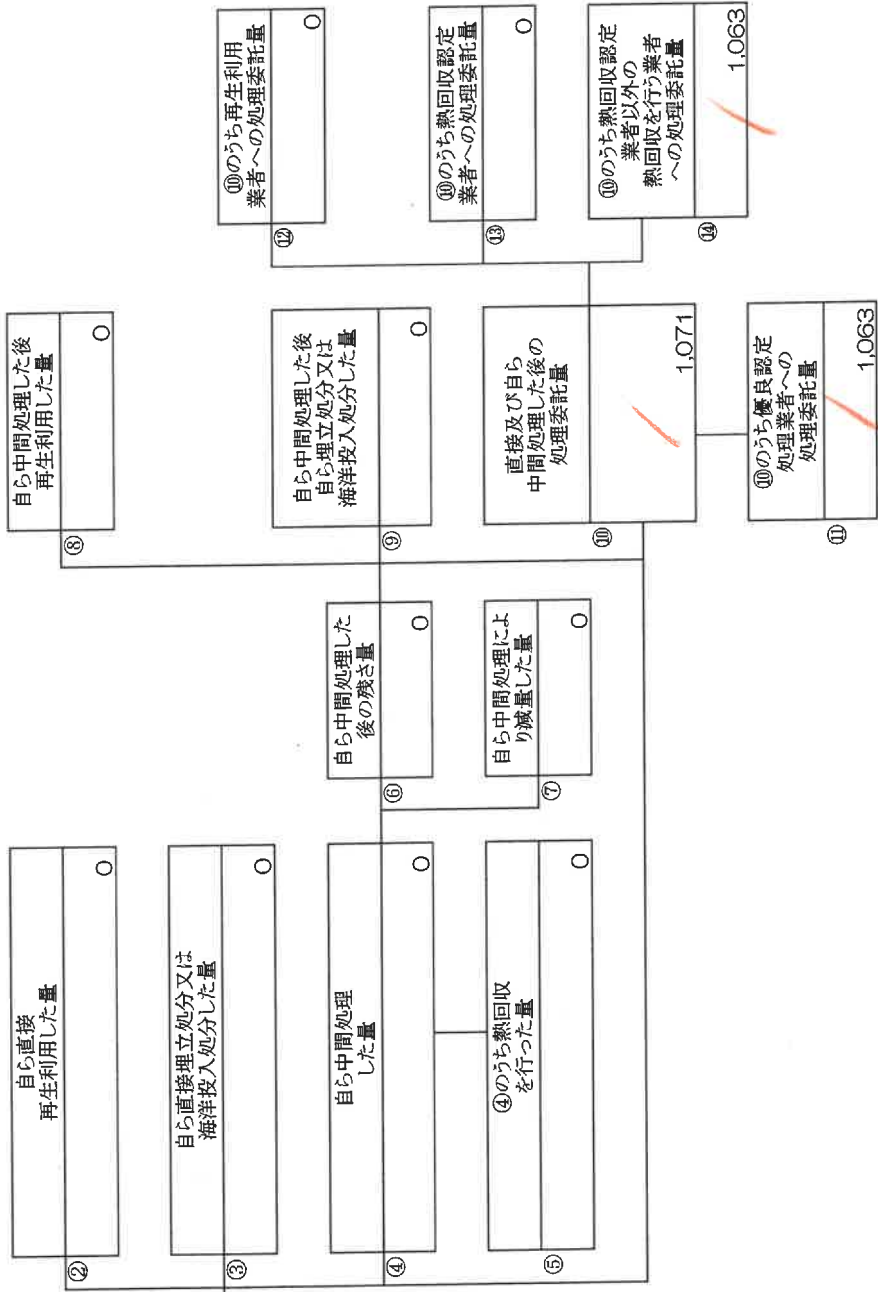 ②
自ら直接
再生利用した量
0
③
自ら直接埋立処分又は
海洋投入処分した量
0
④
自ら中間処理
した量
0
⑤
④のうち熱回収
を行った量
0
⑥
自ら中間処理した
後の残さ量
0
⑦
自ら中間処理によ
り減量した量
0
⑧
自ら中間処理した後
再生利用した量
0
⑨
自ら中間処理した後
自ら埋立処分又は
海洋投入処分した量
0
⑩
直接及び自ら
中間処理した後の
処理委託量
1,071
⑪
⑩のうち優良認定
処理業者への
処理委託量
1,063
⑫
⑩のうち再生利用
業者への処理委託量
0
⑬
⑩のうち熱回収認定
業者への処理委託量
0
⑭
⑩のうち熱回収認定
業者以外の
熱回収を行う業者
への処理委託量
1,063